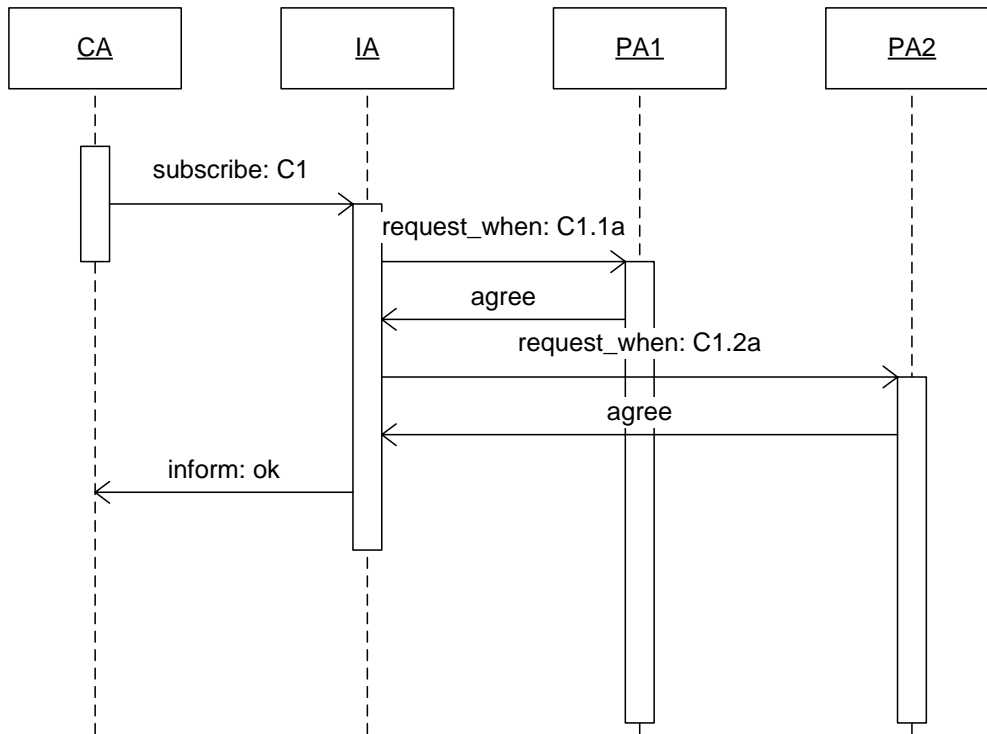 CA
IA
PA1
PA2
subscribe: C1
request_when: C1.1a
agree
request_when: C1.2a
agree
inform: ok